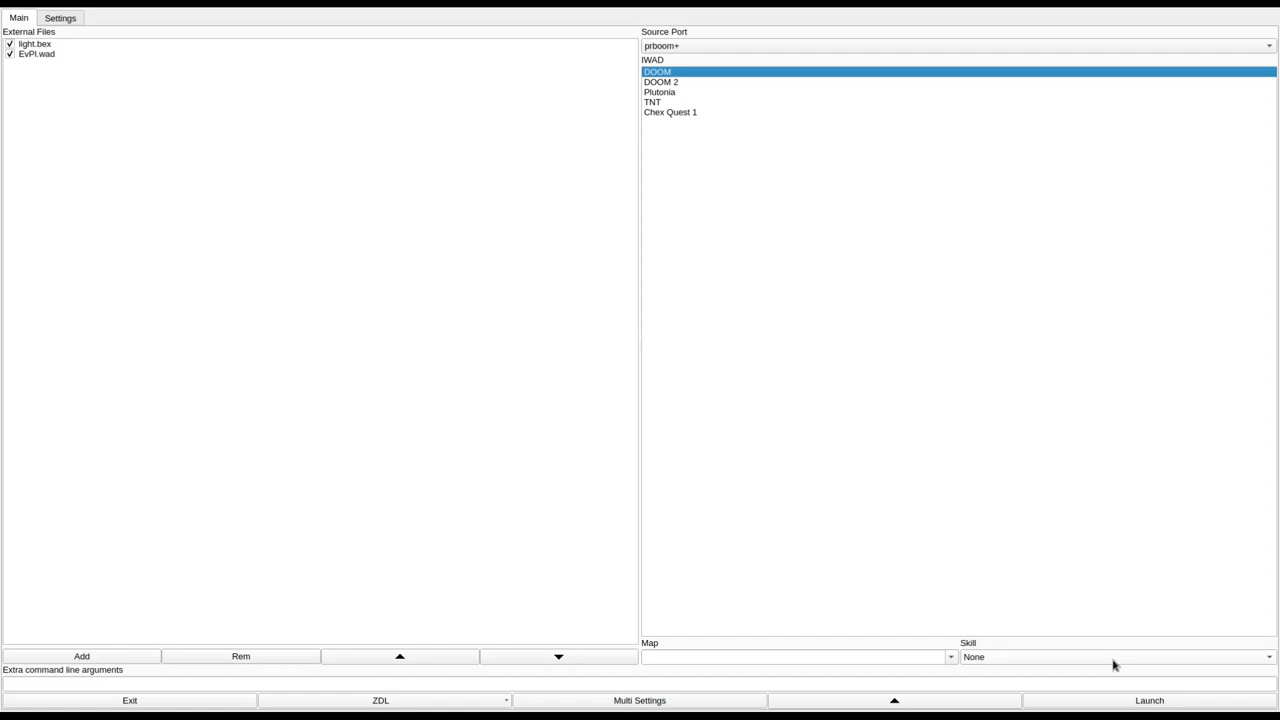 Main Settings
External Files
light.bex
EvPl.wad
Source Port
prboom+
IWAD
DOOM
DOOM 2
Plutonia
TNT
Chex Quest 1
Map Skill
None
Add Rem
Extra command line arguments
Exit ZDL Multi Settings Launch